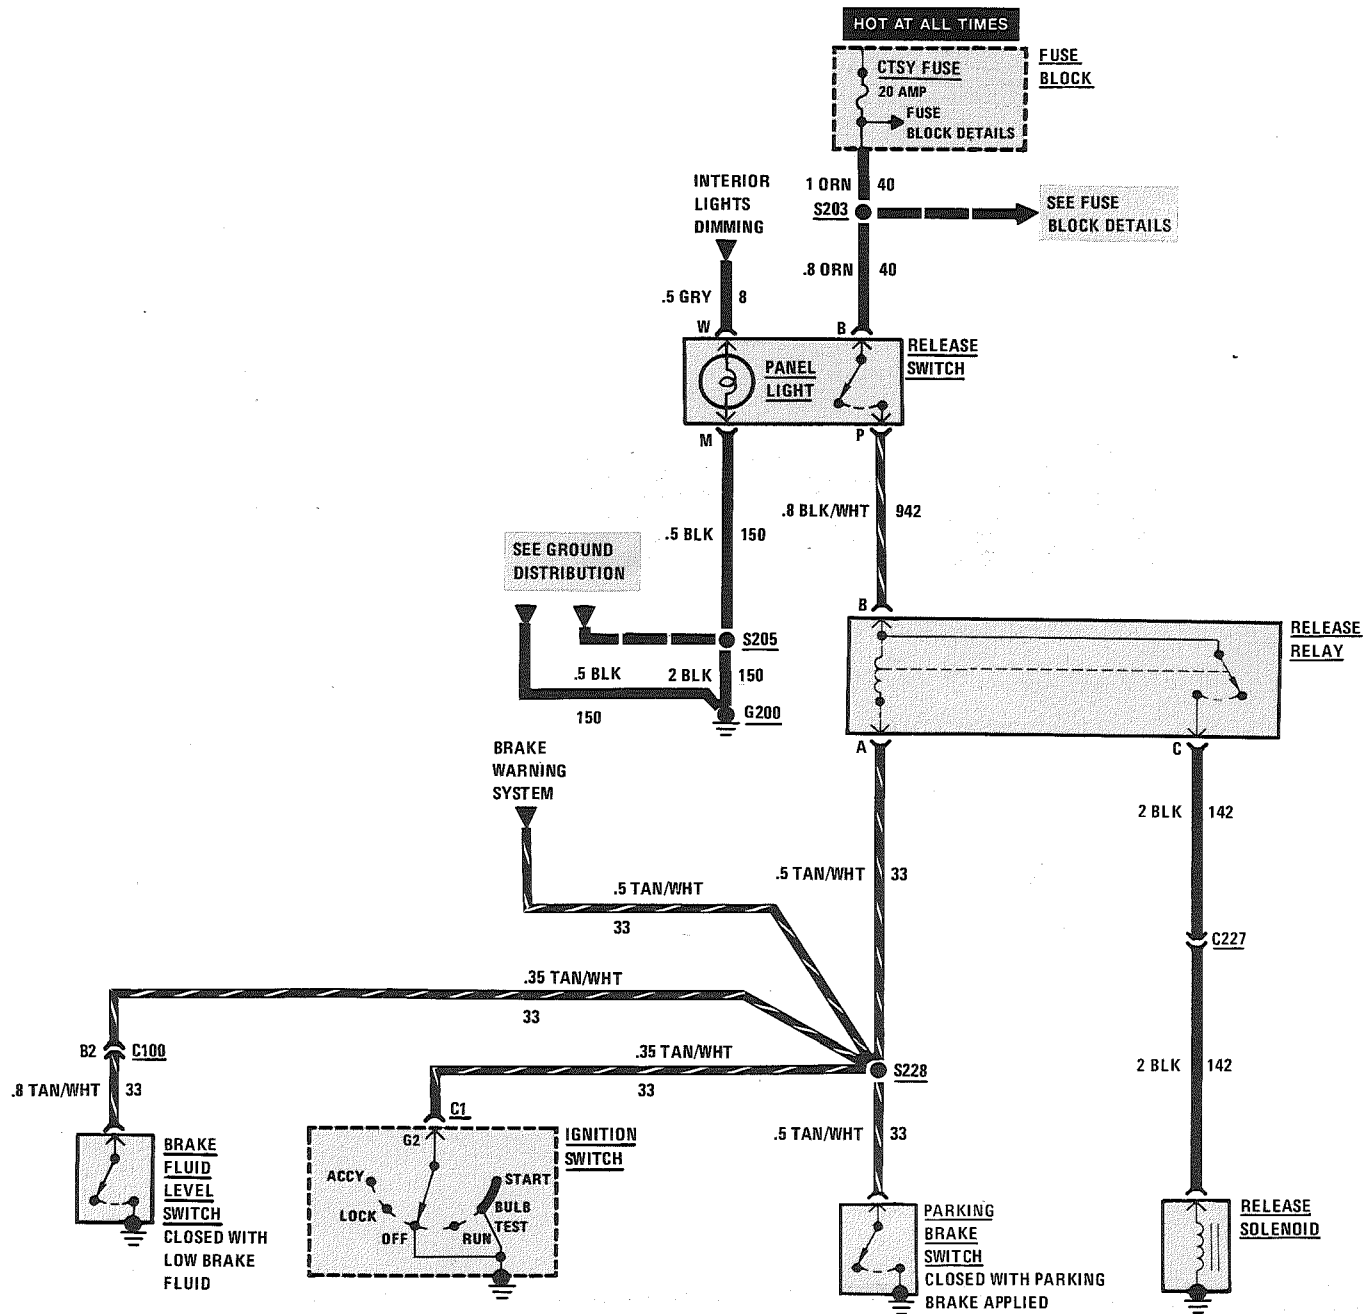 HOT AT ALL TIMES
FUSE
BLOCK
CTSY FUSE
20 AMP
FUSE
BLOCK DETAILS
1 ORN 40
S203
SEE FUSE
BLOCK DETAILS
INTERIOR
LIGHTS
DIMMING
.8 ORN 40
.5 GRY 8
W
B
RELEASE
SWITCH
PANEL
LIGHT
M
P
.8 BLK/WHT 942
.5 BLK 150
SEE GROUND
DISTRIBUTION
B
S205
RELEASE
RELAY
.5 BLK
2 BLK 150
150
G200
A
C
BRAKE
WARNING
SYSTEM
2 BLK 142
.5 TAN/WHT 33
.5 TAN/WHT
33
C227
.35 TAN/WHT
33
B2 C100
.35 TAN/WHT
33
S228
2 BLK 142
.8 TAN/WHT 33
C1
G2
IGNITION
SWITCH
.5 TAN/WHT 33
BRAKE
FLUID
LEVEL
SWITCH
CLOSED WITH
LOW BRAKE
FLUID
ACCY
LOCK
OFF
RUN
BULB
TEST
START
PARKING
BRAKE
SWITCH
CLOSED WITH PARKING
BRAKE APPLIED
RELEASE
SOLENOID